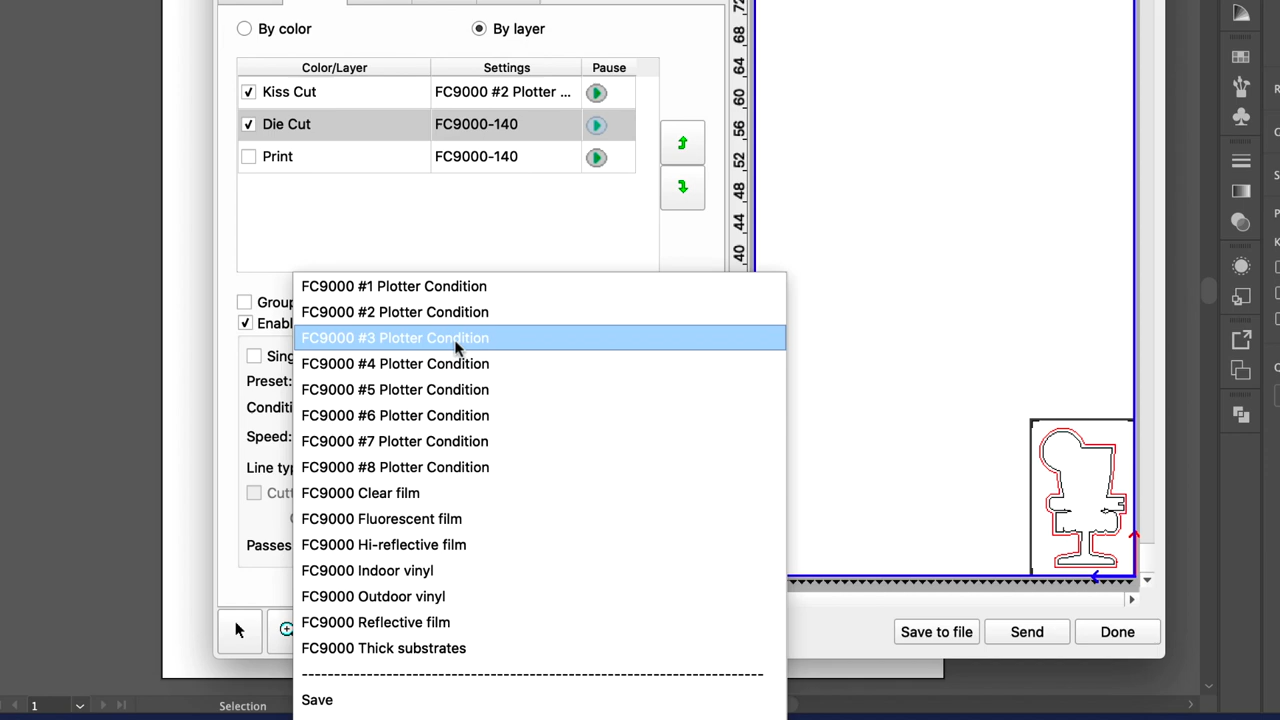 By color By layer
Color/Layer Settings Pause
Kiss Cut FC9000 #2 Plotter ...
Die Cut FC9000-140
Print FC9000-140
FC9000 #1 Plotter Condition
Group
FC9000 #2 Plotter Condition
Enabl
FC9000 #3 Plotter Condition
Sing
FC9000 #4 Plotter Condition
Preset:
FC9000 #5 Plotter Condition
Conditi
FC9000 #6 Plotter Condition
Speed:
FC9000 #7 Plotter Condition
Line typ
FC9000 #8 Plotter Condition
Cutt
FC9000 Clear film
FC9000 Fluorescent film
Passes
FC9000 Hi-reflective film
FC9000 Indoor vinyl
FC9000 Outdoor vinyl
FC9000 Reflective film
FC9000 Thick substrates
Save
Save to file Send Done
72
68
64
60
56
52
48
44
40
1 Selection